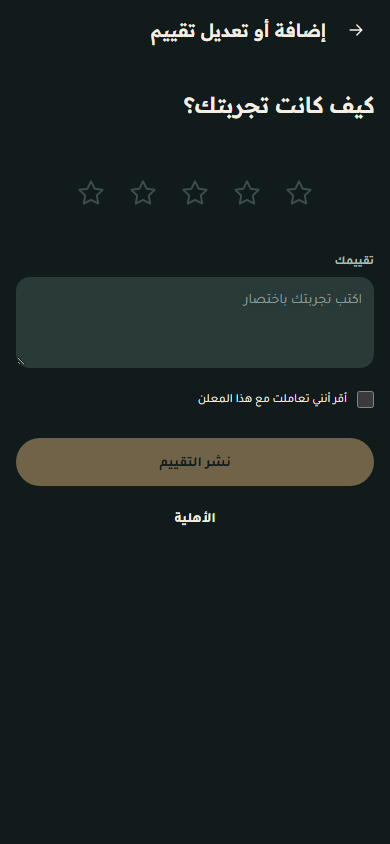 إضافة أو تعديل تقييم
كيف كانت تجربتك؟
تقييمك
اكتب تجربتك باختصار
أقر أنني تعاملت مع هذا المعلن
نشر التقييم
الأهلية